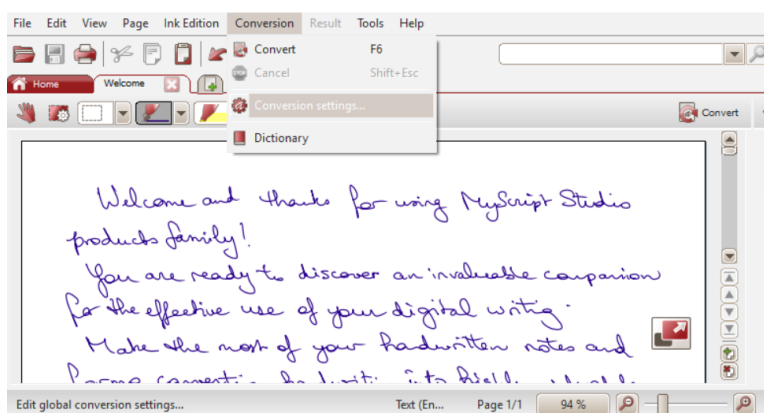 File Edit View Page Ink Edition Conversion Result Tools Help
Convert F6
Cancel Shift+Esc
Home Welcome
Conversion settings...
Convert
Dictionary
Welcome and thanks for using MyScript Studio
products family!
You are ready to discover an invaluable companion
for the effective use of your digital writing.
Make the most of your handwritten notes and
Edit global conversion settings... Text (En... Page 1/1 94 %